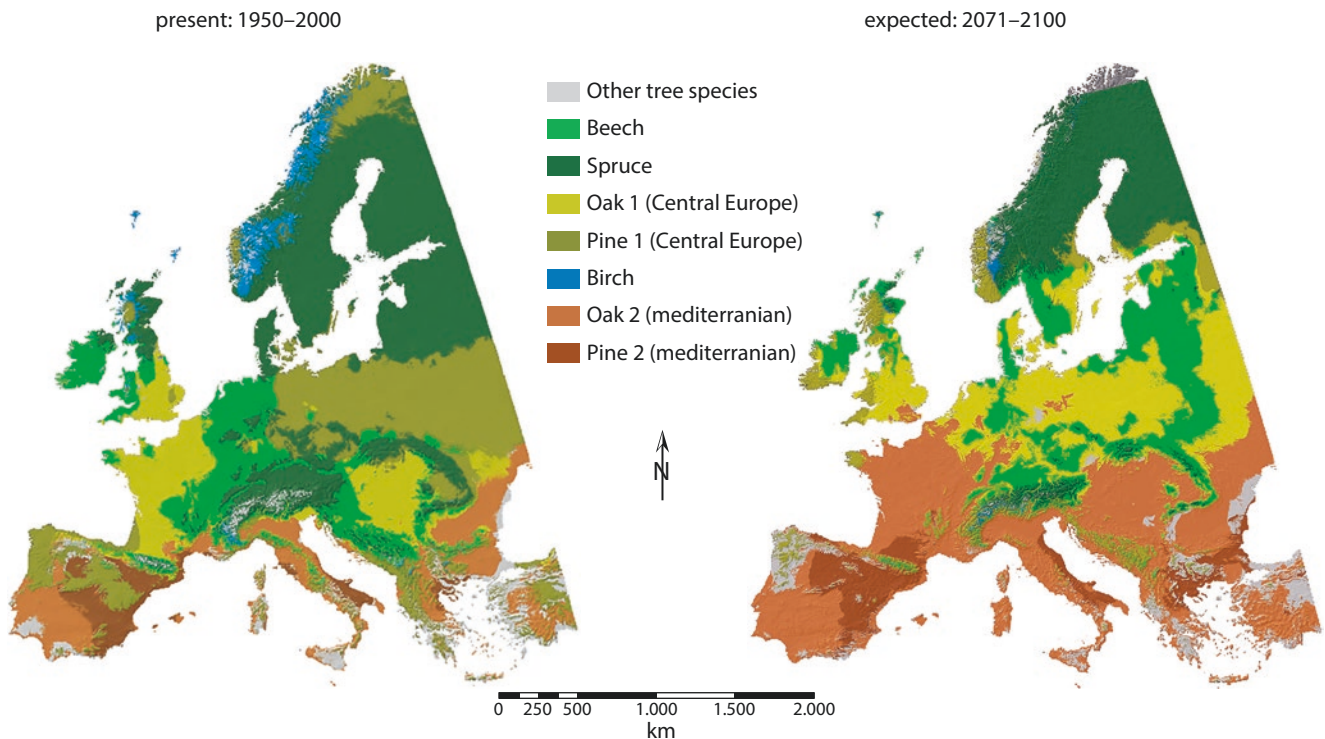 present: 1950–2000
expected: 2071–2100
Other tree species
Beech
Spruce
Oak 1 (Central Europe)
Pine 1 (Central Europe)
Birch
Oak 2 (mediterranian)
Pine 2 (mediterranian)
N
0 250 500 1.000 1.500 2.000
km